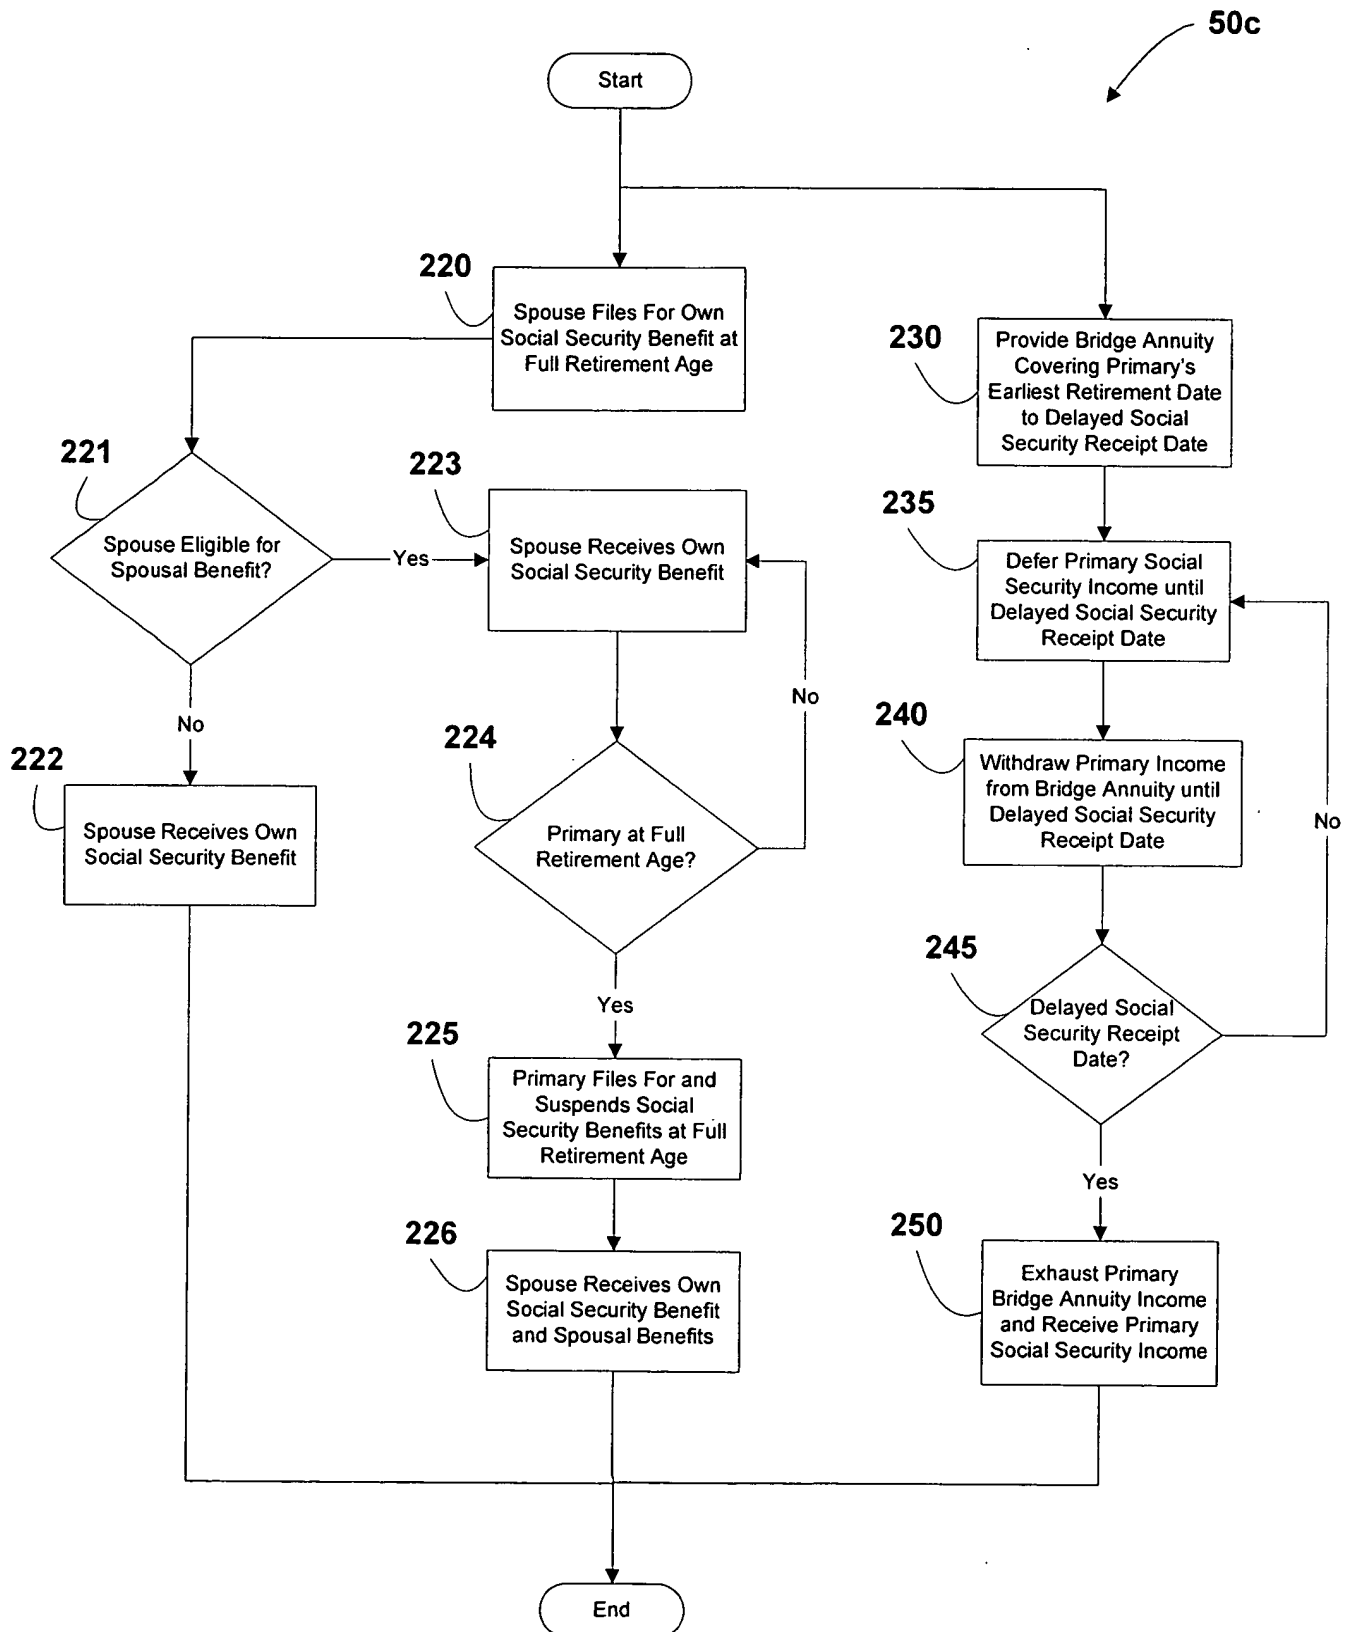 50c
Start
220
Spouse Files For Own
Social Security Benefit at
Full Retirement Age
230
Provide Bridge Annuity
Covering Primary's
Earliest Retirement Date
to Delayed Social
Security Receipt Date
221
Spouse Eligible for
Spousal Benefit?
Yes
No
223
Spouse Receives Own
Social Security Benefit
235
Defer Primary Social
Security Income until
Delayed Social Security
Receipt Date
222
Spouse Receives Own
Social Security Benefit
224
Primary at Full
Retirement Age?
No
Yes
240
Withdraw Primary Income
from Bridge Annuity until
Delayed Social Security
Receipt Date
No
245
Delayed Social
Security Receipt
Date?
Yes
225
Primary Files For and
Suspends Social
Security Benefits at Full
Retirement Age
226
Spouse Receives Own
Social Security Benefit
and Spousal Benefits
250
Exhaust Primary
Bridge Annuity Income
and Receive Primary
Social Security Income
End